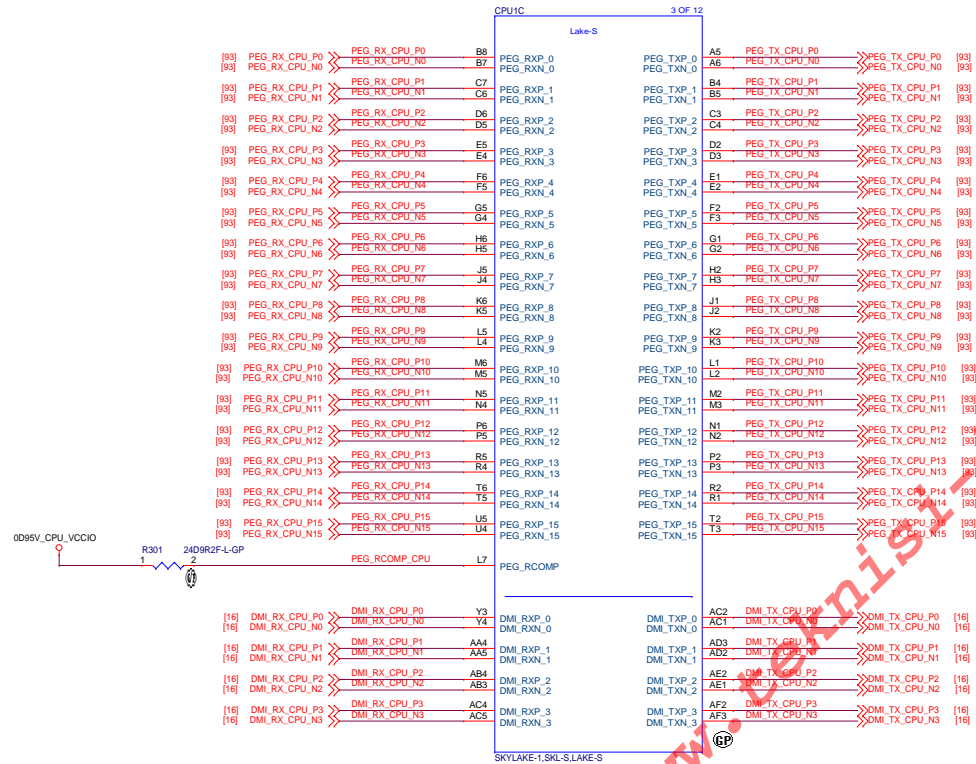 CPU1C 3 OF 12
Lake-S
[93] PEG_RX_CPU_P0 PEG_RX_CPU_P0 B8 PEG_RXP_0 PEG_TXP_0 A5 PEG_TX_CPU_P0 PEG_TX_CPU_P0 [93]
[93] PEG_RX_CPU_N0 PEG_RX_CPU_N0 B7 PEG_RXN_0 PEG_TXN_0 A6 PEG_TX_CPU_N0 PEG_TX_CPU_N0 [93]
[93] PEG_RX_CPU_P1 PEG_RX_CPU_P1 C7 PEG_RXP_1 PEG_TXP_1 B4 PEG_TX_CPU_P1 PEG_TX_CPU_P1 [93]
[93] PEG_RX_CPU_N1 PEG_RX_CPU_N1 C6 PEG_RXN_1 PEG_TXN_1 B5 PEG_TX_CPU_N1 PEG_TX_CPU_N1 [93]
[93] PEG_RX_CPU_P2 PEG_RX_CPU_P2 D6 PEG_RXP_2 PEG_TXP_2 C3 PEG_TX_CPU_P2 PEG_TX_CPU_P2 [93]
[93] PEG_RX_CPU_N2 PEG_RX_CPU_N2 D5 PEG_RXN_2 PEG_TXN_2 C4 PEG_TX_CPU_N2 PEG_TX_CPU_N2 [93]
[93] PEG_RX_CPU_P3 PEG_RX_CPU_P3 E5 PEG_RXP_3 PEG_TXP_3 D2 PEG_TX_CPU_P3 PEG_TX_CPU_P3 [93]
[93] PEG_RX_CPU_N3 PEG_RX_CPU_N3 E4 PEG_RXN_3 PEG_TXN_3 D3 PEG_TX_CPU_N3 PEG_TX_CPU_N3 [93]
[93] PEG_RX_CPU_P4 PEG_RX_CPU_P4 F6 PEG_RXP_4 PEG_TXP_4 E1 PEG_TX_CPU_P4 PEG_TX_CPU_P4 [93]
[93] PEG_RX_CPU_N4 PEG_RX_CPU_N4 F5 PEG_RXN_4 PEG_TXN_4 E2 PEG_TX_CPU_N4 PEG_TX_CPU_N4 [93]
[93] PEG_RX_CPU_P5 PEG_RX_CPU_P5 G5 PEG_RXP_5 PEG_TXP_5 F2 PEG_TX_CPU_P5 PEG_TX_CPU_P5 [93]
[93] PEG_RX_CPU_N5 PEG_RX_CPU_N5 G4 PEG_RXN_5 PEG_TXN_5 F3 PEG_TX_CPU_N5 PEG_TX_CPU_N5 [93]
[93] PEG_RX_CPU_P6 PEG_RX_CPU_P6 H6 PEG_RXP_6 PEG_TXP_6 G1 PEG_TX_CPU_P6 PEG_TX_CPU_P6 [93]
[93] PEG_RX_CPU_N6 PEG_RX_CPU_N6 H5 PEG_RXN_6 PEG_TXN_6 G2 PEG_TX_CPU_N6 PEG_TX_CPU_N6 [93]
[93] PEG_RX_CPU_P7 PEG_RX_CPU_P7 J5 PEG_RXP_7 PEG_TXP_7 H2 PEG_TX_CPU_P7 PEG_TX_CPU_P7 [93]
[93] PEG_RX_CPU_N7 PEG_RX_CPU_N7 J4 PEG_RXN_7 PEG_TXN_7 H3 PEG_TX_CPU_N7 PEG_TX_CPU_N7 [93]
[93] PEG_RX_CPU_P8 PEG_RX_CPU_P8 K6 PEG_RXP_8 PEG_TXP_8 J1 PEG_TX_CPU_P8 PEG_TX_CPU_P8 [93]
[93] PEG_RX_CPU_N8 PEG_RX_CPU_N8 K5 PEG_RXN_8 PEG_TXN_8 J2 PEG_TX_CPU_N8 PEG_TX_CPU_N8 [93]
[93] PEG_RX_CPU_P9 PEG_RX_CPU_P9 L5 PEG_RXP_9 PEG_TXP_9 K2 PEG_TX_CPU_P9 PEG_TX_CPU_P9 [93]
[93] PEG_RX_CPU_N9 PEG_RX_CPU_N9 L4 PEG_RXN_9 PEG_TXN_9 K3 PEG_TX_CPU_N9 PEG_TX_CPU_N9 [93]
[93] PEG_RX_CPU_P10 PEG_RX_CPU_P10 M6 PEG_RXP_10 PEG_TXP_10 L1 PEG_TX_CPU_P10 PEG_TX_CPU_P10 [93]
[93] PEG_RX_CPU_N10 PEG_RX_CPU_N10 M5 PEG_RXN_10 PEG_TXN_10 L2 PEG_TX_CPU_N10 PEG_TX_CPU_N10 [93]
[93] PEG_RX_CPU_P11 PEG_RX_CPU_P11 N5 PEG_RXP_11 PEG_TXP_11 M2 PEG_TX_CPU_P11 PEG_TX_CPU_P11 [93]
[93] PEG_RX_CPU_N11 PEG_RX_CPU_N11 N4 PEG_RXN_11 PEG_TXN_11 M3 PEG_TX_CPU_N11 PEG_TX_CPU_N11 [93]
[93] PEG_RX_CPU_P12 PEG_RX_CPU_P12 P6 PEG_RXP_12 PEG_TXP_12 N1 PEG_TX_CPU_P12 PEG_TX_CPU_P12 [93]
[93] PEG_RX_CPU_N12 PEG_RX_CPU_N12 P5 PEG_RXN_12 PEG_TXN_12 N2 PEG_TX_CPU_N12 PEG_TX_CPU_N12 [93]
[93] PEG_RX_CPU_P13 PEG_RX_CPU_P13 R5 PEG_RXP_13 PEG_TXP_13 P2 PEG_TX_CPU_P13 PEG_TX_CPU_P13 [93]
[93] PEG_RX_CPU_N13 PEG_RX_CPU_N13 R4 PEG_RXN_13 PEG_TXN_13 P3 PEG_TX_CPU_N13 PEG_TX_CPU_N13 [93]
[93] PEG_RX_CPU_P14 PEG_RX_CPU_P14 T6 PEG_RXP_14 PEG_TXP_14 R2 PEG_TX_CPU_P14 PEG_TX_CPU_P14 [93]
[93] PEG_RX_CPU_N14 PEG_RX_CPU_N14 T5 PEG_RXN_14 PEG_TXN_14 R1 PEG_TX_CPU_N14 PEG_TX_CPU_N14 [93]
[93] PEG_RX_CPU_P15 PEG_RX_CPU_P15 U5 PEG_RXP_15 PEG_TXP_15 T2 PEG_TX_CPU_P15 PEG_TX_CPU_P15 [93]
[93] PEG_RX_CPU_N15 PEG_RX_CPU_N15 U4 PEG_RXN_15 PEG_TXN_15 T3 PEG_TX_CPU_N15 PEG_TX_CPU_N15 [93]
0D95V_CPU_VCCIO
R301 24D9R2F-L-GP
1 2 PEG_RCOMP_CPU L7 PEG_RCOMP
[16] DMI_RX_CPU_P0 DMI_RX_CPU_P0 Y3 DMI_RXP_0 DMI_TXP_0 AC2 DMI_TX_CPU_P0 DMI_TX_CPU_P0 [16]
[16] DMI_RX_CPU_N0 DMI_RX_CPU_N0 Y4 DMI_RXN_0 DMI_TXN_0 AC1 DMI_TX_CPU_N0 DMI_TX_CPU_N0 [16]
[16] DMI_RX_CPU_P1 DMI_RX_CPU_P1 AA4 DMI_RXP_1 DMI_TXP_1 AD3 DMI_TX_CPU_P1 DMI_TX_CPU_P1 [16]
[16] DMI_RX_CPU_N1 DMI_RX_CPU_N1 AA5 DMI_RXN_1 DMI_TXN_1 AD2 DMI_TX_CPU_N1 DMI_TX_CPU_N1 [16]
[16] DMI_RX_CPU_P2 DMI_RX_CPU_P2 AB4 DMI_RXP_2 DMI_TXP_2 AE2 DMI_TX_CPU_P2 DMI_TX_CPU_P2 [16]
[16] DMI_RX_CPU_N2 DMI_RX_CPU_N2 AB3 DMI_RXN_2 DMI_TXN_2 AE1 DMI_TX_CPU_N2 DMI_TX_CPU_N2 [16]
[16] DMI_RX_CPU_P3 DMI_RX_CPU_P3 AC4 DMI_RXP_3 DMI_TXP_3 AF2 DMI_TX_CPU_P3 DMI_TX_CPU_P3 [16]
[16] DMI_RX_CPU_N3 DMI_RX_CPU_N3 AC5 DMI_RXN_3 DMI_TXN_3 AF3 DMI_TX_CPU_N3 DMI_TX_CPU_N3 [16]
GP
SKYLAKE-1,SKL-S,LAKE-S
w.teknisi-